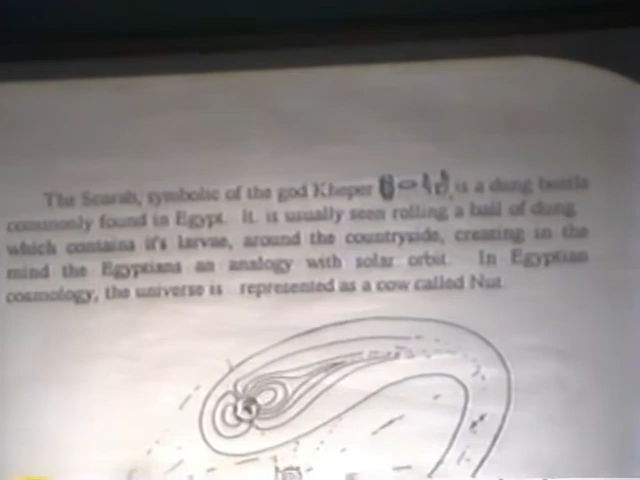 The Scarab, symbolic of the god Kheper is a dung beetle
commonly found in Egypt. It is usually seen rolling a ball of dung
which contains it's larvae, around the countryside, creating in the
mind the Egyptians an analogy with solar orbit. In Egyptian
cosmology, the universe is represented as a cow called Nut